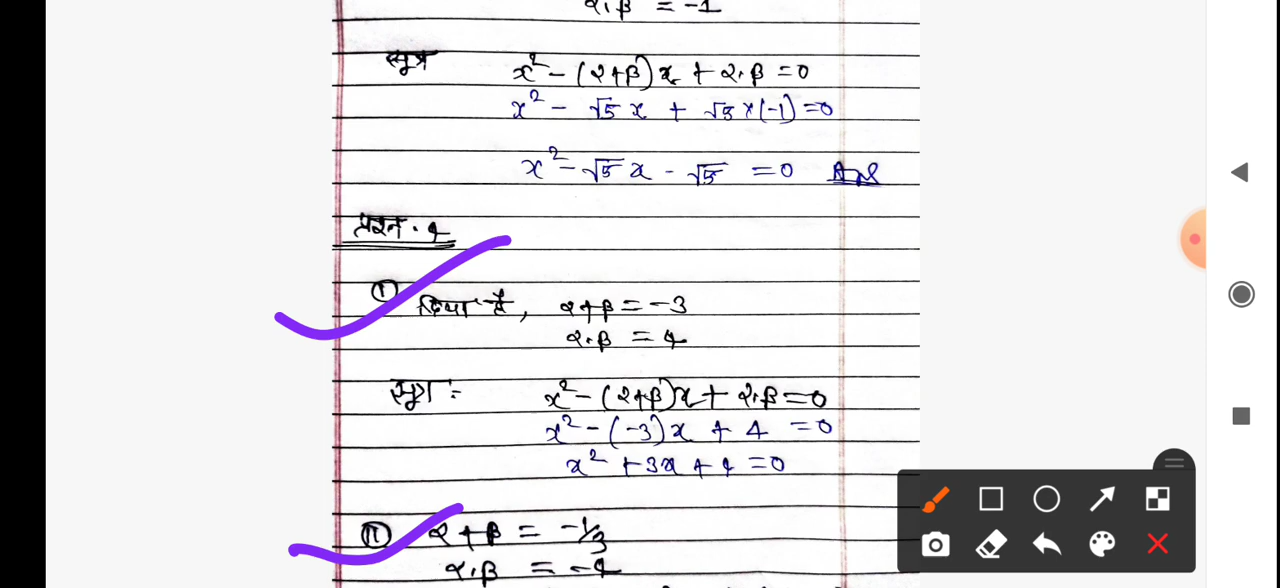 α.β = -1
सूत्र x² - (α+β)x + α.β = 0
x² - √5 x + √5 × (-1) = 0
x² - √5 x - √5 = 0 Ans
प्रश्न. 4
① दिया है, α+β = -3
α.β = 4
सूत्र :- x² - (α+β)x + α.β = 0
x² - (-3)x + 4 = 0
x² + 3x + 4 = 0
ⓘⓘ α+β = -1/3
α.β = -4